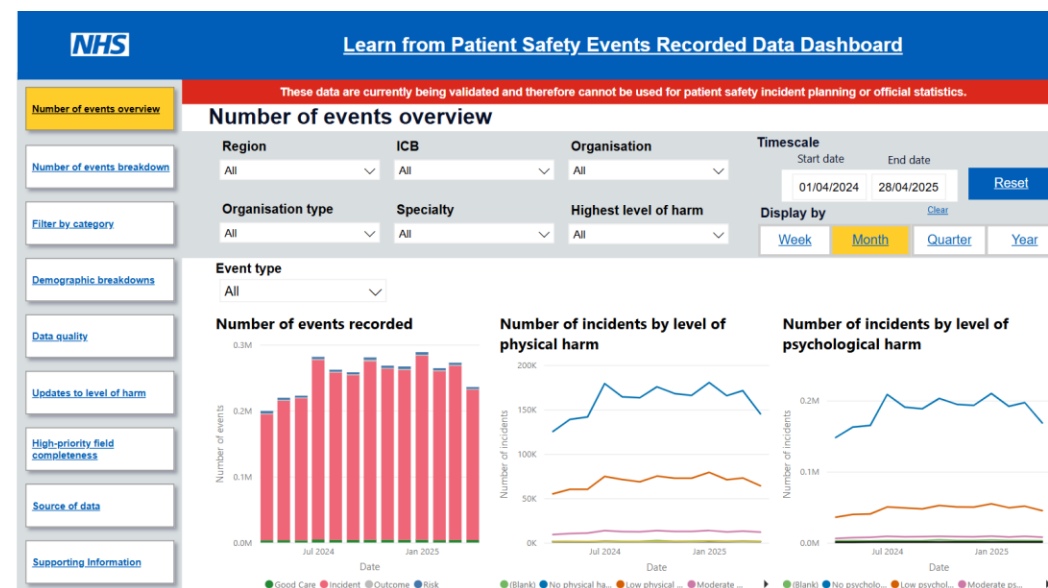 NHS
Learn from Patient Safety Events Recorded Data Dashboard
These data are currently being validated and therefore cannot be used for patient safety incident planning or official statistics.
Number of events overview
Number of events breakdown
Filter by category
Demographic breakdowns
Data quality
Updates to level of harm
High-priority field
completeness
Source of data
Supporting Information
Number of events overview
Region
All
ICB
All
Organisation
All
Timescale
Start date
End date
01/04/2024
28/04/2025
Reset
Organisation type
All
Specialty
All
Highest level of harm
All
Display by
Clear
Week
Month
Quarter
Year
Event type
All
Number of events recorded
0.3M
0.2M
0.1M
0.0M
Number of events
Jul 2024
Jan 2025
Date
Good Care
Incident
Outcome
Risk
Number of incidents by level of
physical harm
200K
150K
100K
50K
0K
Number of incidents
Jul 2024
Jan 2025
Date
(Blank)
No physical ha...
Low physical ...
Moderate ...
Number of incidents by level of
psychological harm
0.2M
0.1M
0.0M
Number of incidents
Jul 2024
Jan 2025
Date
(Blank)
No psycholo...
Low psychol...
Moderate ps...